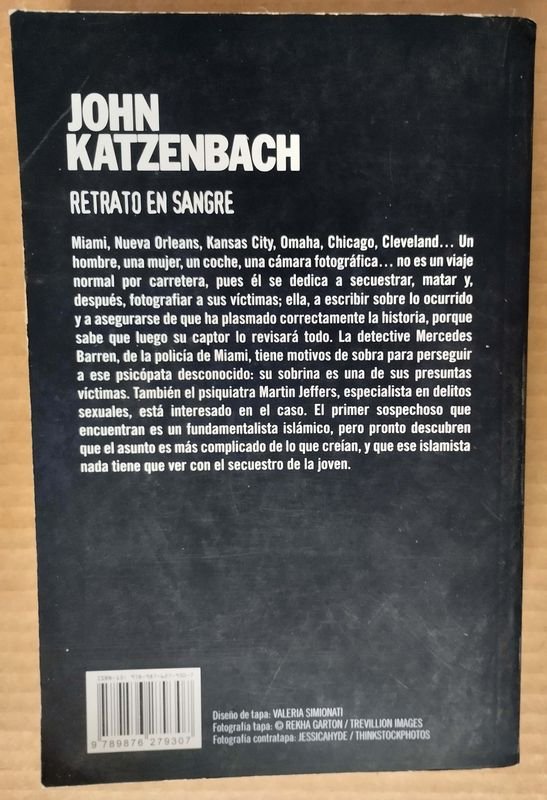 JOHN
KATZENBACH
RETRATO EN SANGRE
Miami, Nueva Orleans, Kansas City, Omaha, Chicago, Cleveland... Un
hombre, una mujer, un coche, una cámara fotográfica... no es un viaje
normal por carretera, pues él se dedica a secuestrar, matar y,
después, fotografiar a sus víctimas; ella, a escribir sobre lo ocurrido
y a asegurarse de que ha plasmado correctamente la historia, porque
sabe que luego su captor lo revisará todo. La detective Mercedes
Barren, de la policía de Miami, tiene motivos de sobra para perseguir
a ese psicópata desconocido: su sobrina es una de sus presuntas
víctimas. También el psiquiatra Martin Jeffers, especialista en delitos
sexuales, está interesado en el caso. El primer sospechoso que
encuentran es un fundamentalista islámico, pero pronto descubren
que el asunto es más complicado de lo que creían, y que ese islamista
nada tiene que ver con el secuestro de la joven.
ISBN-13: 978-987-627-930-7
9 789876 279307
Diseño de tapa: VALERIA SIMIONATI
Fotografía tapa: © REKHA GARTON / TREVILLION IMAGES
Fotografía contratapa: JESSICAHYDE / THINKSTOCKPHOTOS